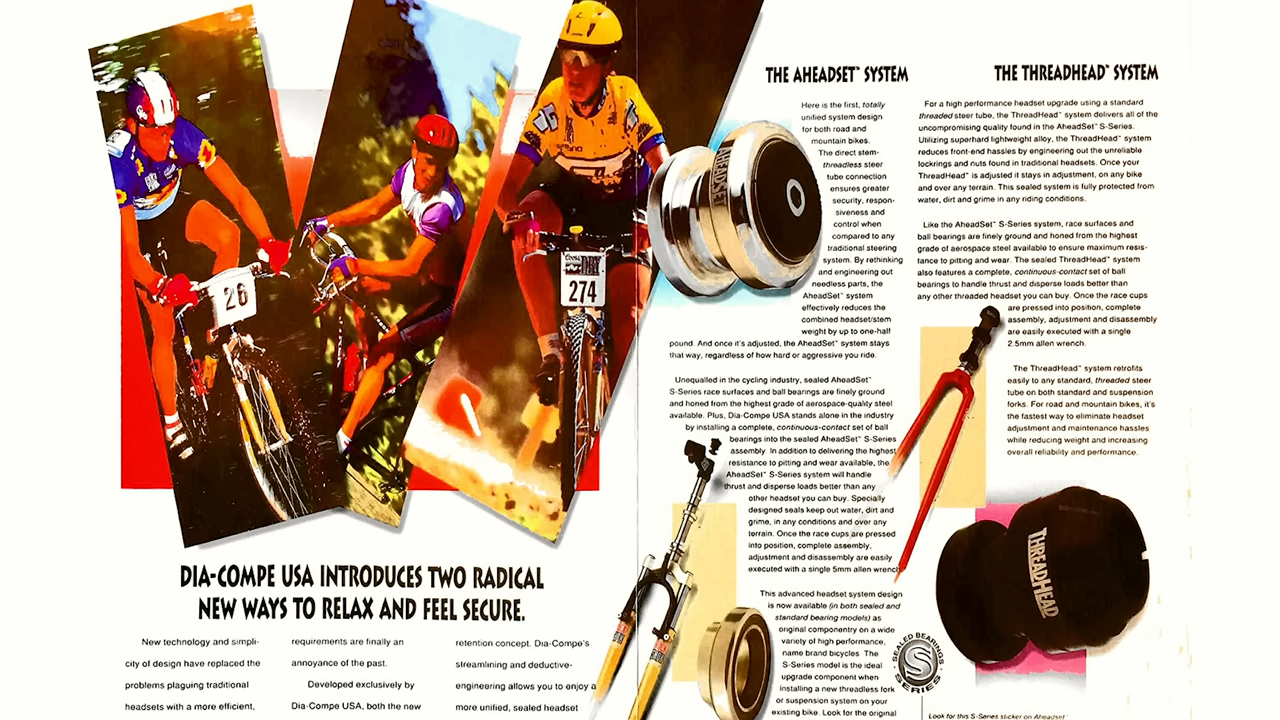 26
Coors
DRY
274
DIA-COMPE USA INTRODUCES TWO RADICAL
NEW WAYS TO RELAX AND FEEL SECURE.
New technology and simpli-
city of design have replaced the
problems plaguing traditional
headsets with a more efficient,
requirements are finally an
annoyance of the past.
Developed exclusively by
Dia-Compe USA, both the new
retention concept. Dia-Compe's
streamlining and deductive-
engineering allows you to enjoy a
more unified, sealed headset
THE AHEADSET™ SYSTEM
AHEADSET
Here is the first, totally
unified system design
for both road and
mountain bikes.
The direct stem-
threadless steer
tube connection
ensures greater
security, respon-
siveness and
control when
compared to any
traditional steering
system. By rethinking
and engineering out
needless parts, the
AheadSet™ system
effectively reduces the
combined headset/stem
weight by up to one-half
pound. And once it's adjusted, the AheadSet™ system stays
that way, regardless of how hard or aggressive you ride.
Unequalled in the cycling industry, sealed AheadSet™
S-Series race surfaces and ball bearings are finely ground
and honed from the highest grade of aerospace-quality steel
available. Plus, Dia-Compe USA stands alone in the industry
by installing a complete, continuous-contact set of ball
bearings into the sealed AheadSet™ S-Series
assembly. In addition to delivering the highest
resistance to pitting and wear available, the
AheadSet™ S-Series system will handle
thrust and disperse loads better than any
other headset you can buy. Specially
designed seals keep out water, dirt and
grime, in any conditions and over any
terrain. Once the race cups are pressed
into position, complete assembly,
adjustment and disassembly are easily
executed with a single 5mm allen wrench
This advanced headset system design
is now available (in both sealed and
standard bearing models) as
original componentry on a wide
variety of high performance,
name brand bicycles The
S-Series model is the ideal
upgrade component when
installing a new threadless fork
or suspension system on your
existing bike. Look for the original
THE THREADHEAD™ SYSTEM
For a high performance headset upgrade using a standard
threaded steer tube, the ThreadHead™ system delivers all of the
uncompromising quality found in the AheadSet™ S-Series.
Utilizing superhard lightweight alloy, the ThreadHead™ system
reduces front-end hassles by engineering out the unreliable
lockrings and nuts found in traditional headsets. Once your
ThreadHead™ is adjusted it stays in adjustment, on any bike
and over any terrain. This sealed system is fully protected from
water, dirt and grime in any riding conditions.
Like the AheadSet™ S-Series system, race surfaces and
ball bearings are finely ground and honed from the highest
grade of aerospace steel available to ensure maximum resis-
tance to pitting and wear. The sealed ThreadHead™ system
also features a complete, continuous-contact set of ball
bearings to handle thrust and disperse loads better than
any other threaded headset you can buy. Once the race cups
are pressed into position, complete
assembly, adjustment and disassembly
are easily executed with a single
2.5mm allen wrench.
The ThreadHead™ system retrofits
easily to any standard, threaded steer
tube on both standard and suspension
forks. For road and mountain bikes, it's
the fastest way to eliminate headset
adjustment and maintenance hassles
while reducing weight and increasing
overall reliability and performance.
THREADHEAD
SEALED BEARINGS
S
SERIES
Look for this S-Series sticker on Aheadset™